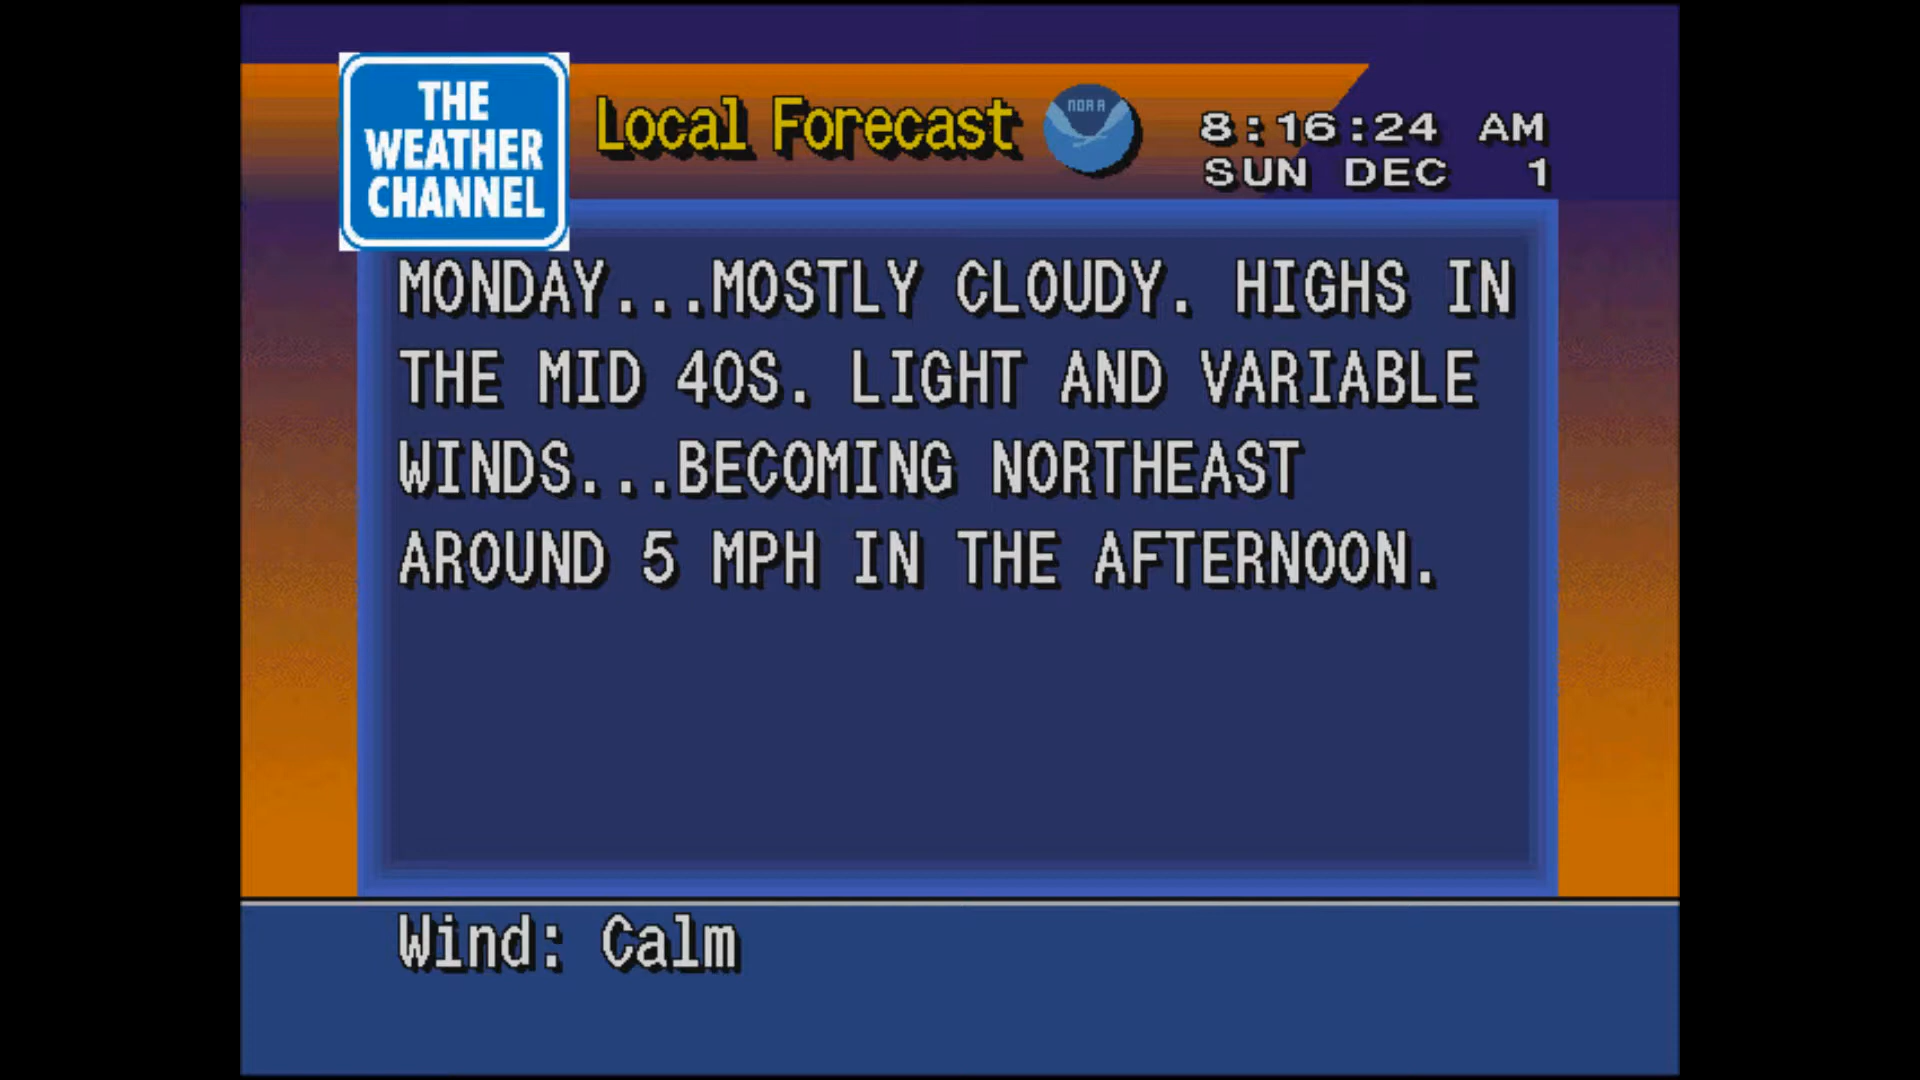 THE
WEATHER
CHANNEL
Local Forecast
NOAA
8:16:24 AM
SUN DEC 1
MONDAY...MOSTLY CLOUDY. HIGHS IN
THE MID 40S. LIGHT AND VARIABLE
WINDS...BECOMING NORTHEAST
AROUND 5 MPH IN THE AFTERNOON.
Wind: Calm